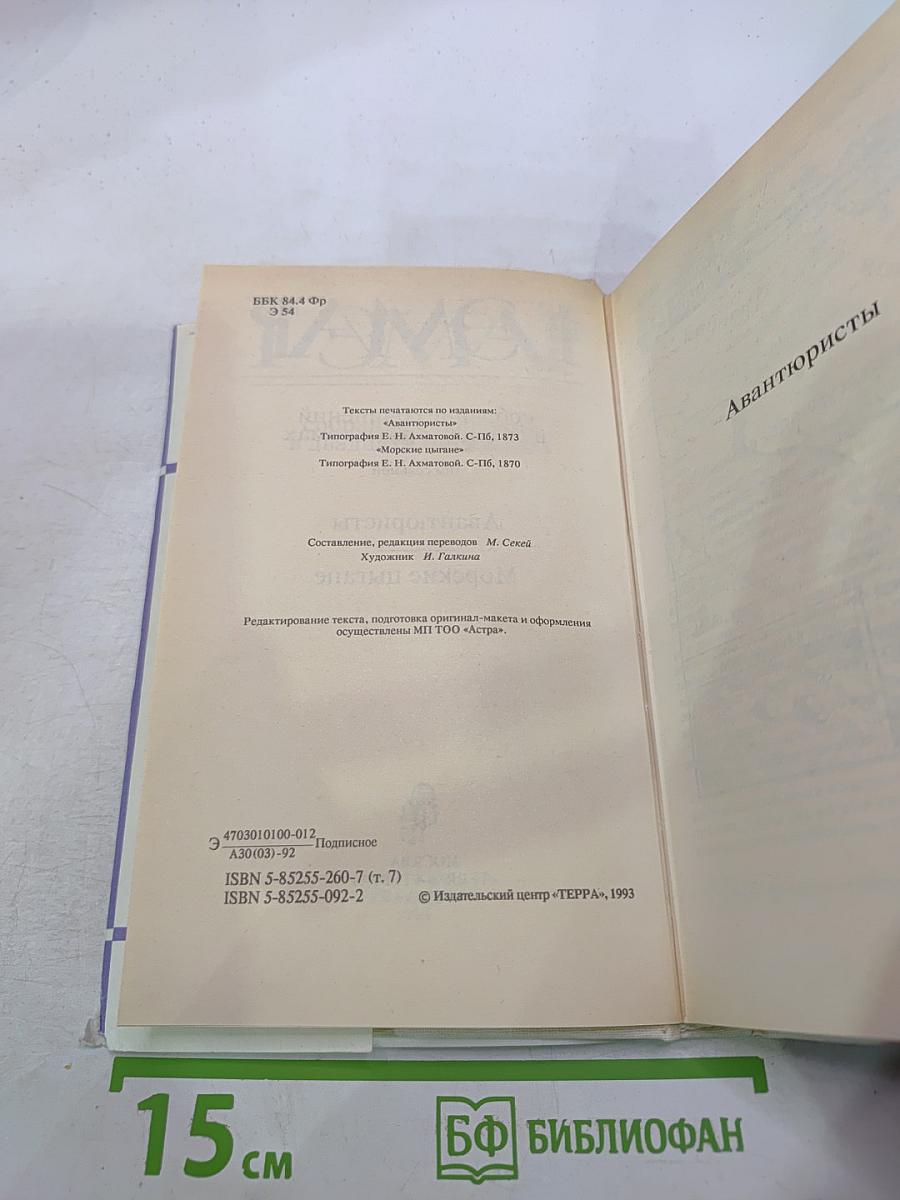 ББК 84.4 Фр
Э 54
Тексты печатаются по изданиям:
«Авантюристы»
Типография Е. Н. Ахматовой. С-Пб, 1873
«Морские цыгане»
Типография Е. Н. Ахматовой. С-Пб, 1870
Составление, редакция переводов М. Секей
Художник И. Галкина
Редактирование текста, подготовка оригинал-макета и оформления
осуществлены МП ТОО «Астра».
Э 4703010100-012 Подписное
А30(03)-92
ISBN 5-85255-260-7 (т. 7)
ISBN 5-85255-092-2
© Издательский центр «ТЕРРА», 1993
Авантюристы
15 см
БФ БИБЛИОФАН